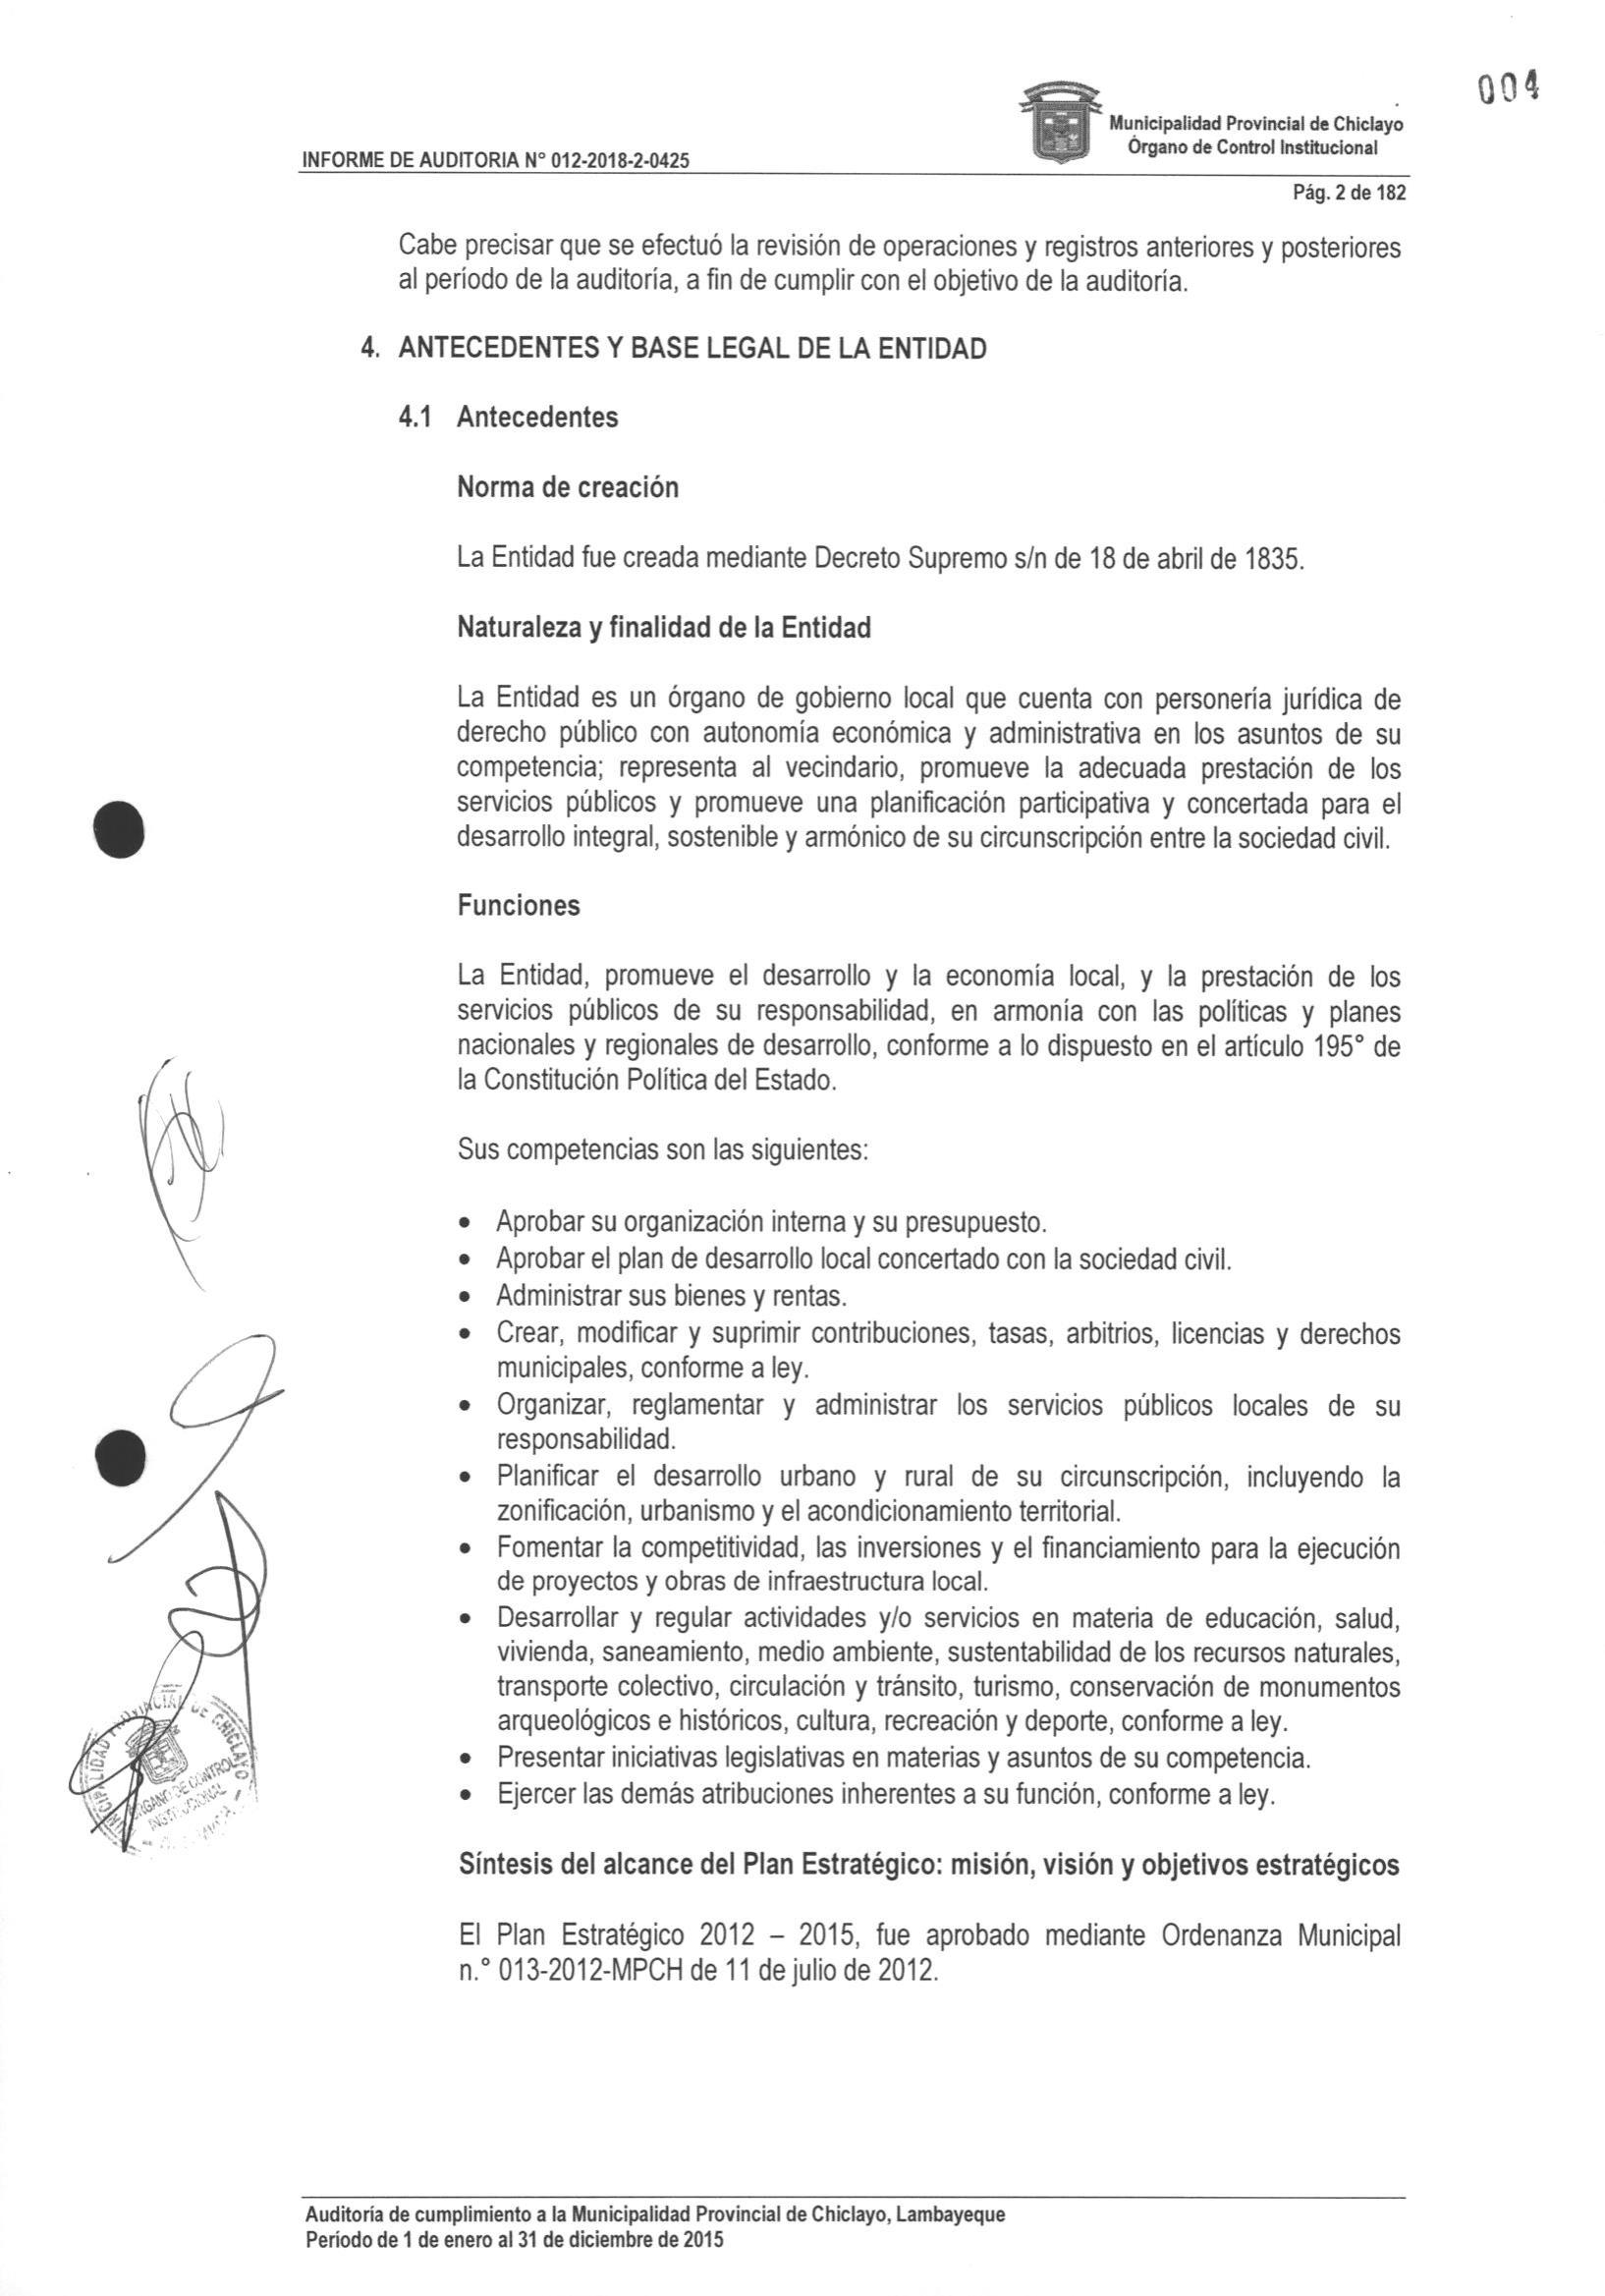 004
Municipalidad Provincial de Chiclayo
Órgano de Control Institucional
INFORME DE AUDITORIA N° 012-2018-2-0425
Pág. 2 de 182
Cabe precisar que se efectuó la revisión de operaciones y registros anteriores y posteriores
al período de la auditoría, a fin de cumplir con el objetivo de la auditoría.
4. ANTECEDENTES Y BASE LEGAL DE LA ENTIDAD
4.1 Antecedentes
Norma de creación
La Entidad fue creada mediante Decreto Supremo s/n de 18 de abril de 1835.
Naturaleza y finalidad de la Entidad
La Entidad es un órgano de gobierno local que cuenta con personería jurídica de
derecho público con autonomía económica y administrativa en los asuntos de su
competencia; representa al vecindario, promueve la adecuada prestación de los
servicios públicos y promueve una planificación participativa y concertada para el
desarrollo integral, sostenible y armónico de su circunscripción entre la sociedad civil.
Funciones
La Entidad, promueve el desarrollo y la economía local, y la prestación de los
servicios públicos de su responsabilidad, en armonía con las políticas y planes
nacionales y regionales de desarrollo, conforme a lo dispuesto en el artículo 195° de
la Constitución Política del Estado.
Sus competencias son las siguientes:
• Aprobar su organización interna y su presupuesto.
• Aprobar el plan de desarrollo local concertado con la sociedad civil.
• Administrar sus bienes y rentas.
• Crear, modificar y suprimir contribuciones, tasas, arbitrios, licencias y derechos
municipales, conforme a ley.
• Organizar, reglamentar y administrar los servicios públicos locales de su
responsabilidad.
• Planificar el desarrollo urbano y rural de su circunscripción, incluyendo la
zonificación, urbanismo y el acondicionamiento territorial.
• Fomentar la competitividad, las inversiones y el financiamiento para la ejecución
de proyectos y obras de infraestructura local.
• Desarrollar y regular actividades y/o servicios en materia de educación, salud,
vivienda, saneamiento, medio ambiente, sustentabilidad de los recursos naturales,
transporte colectivo, circulación y tránsito, turismo, conservación de monumentos
arqueológicos e históricos, cultura, recreación y deporte, conforme a ley.
• Presentar iniciativas legislativas en materias y asuntos de su competencia.
• Ejercer las demás atribuciones inherentes a su función, conforme a ley.
MUNICIPALIDAD PROVINCIAL DE CHICLAYO
ORGANO DE CONTROL
INSTITUCIONAL
Síntesis del alcance del Plan Estratégico: misión, visión y objetivos estratégicos
El Plan Estratégico 2012 – 2015, fue aprobado mediante Ordenanza Municipal
n.° 013-2012-MPCH de 11 de julio de 2012.
Auditoría de cumplimiento a la Municipalidad Provincial de Chiclayo, Lambayeque
Período de 1 de enero al 31 de diciembre de 2015